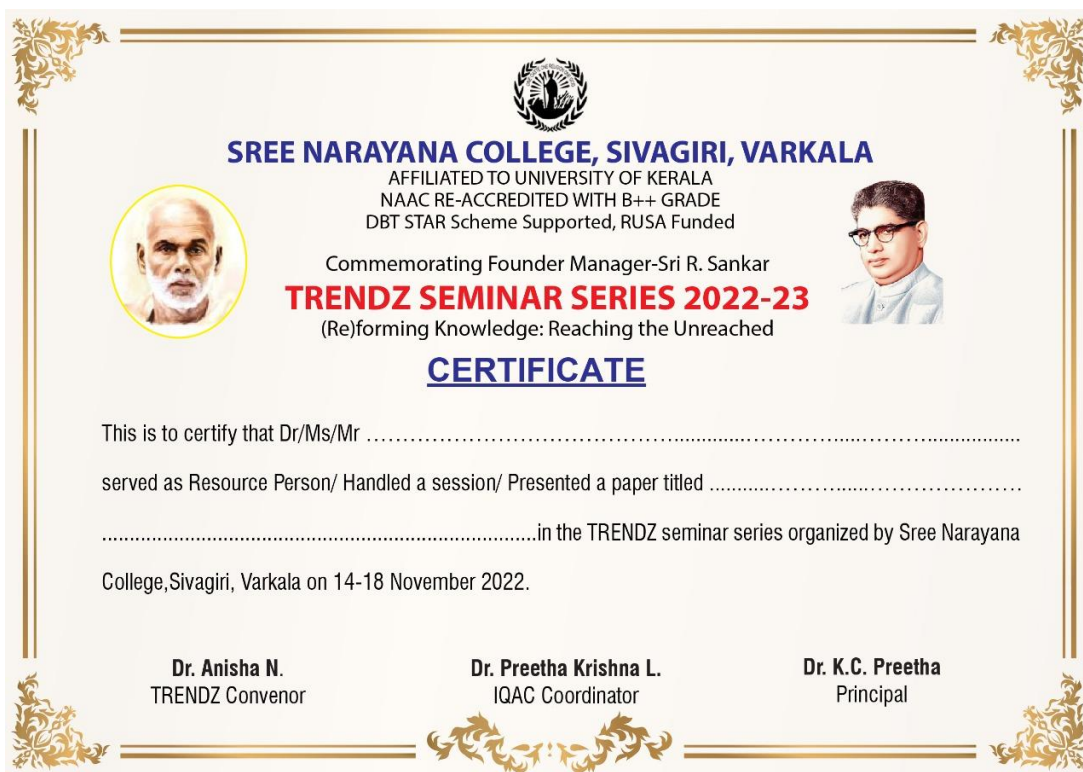 SREE NARAYANA COLLEGE, SIVAGIRI, VARKALA
AFFILIATED TO UNIVERSITY OF KERALA
NAAC RE-ACCREDITED WITH B++ GRADE
DBT STAR Scheme Supported, RUSA Funded
Commemorating Founder Manager-Sri R. Sankar
TRENDZ SEMINAR SERIES 2022-23
(Re)forming Knowledge: Reaching the Unreached
CERTIFICATE
This is to certify that Dr/Ms/Mr ................................................................................
served as Resource Person/ Handled a session/ Presented a paper titled ..................................................
................................................................................in the TRENDZ seminar series organized by Sree Narayana
College,Sivagiri, Varkala on 14-18 November 2022.
Dr. Anisha N. Dr. Preetha Krishna L. Dr. K.C. Preetha
TRENDZ Convenor IQAC Coordinator Principal